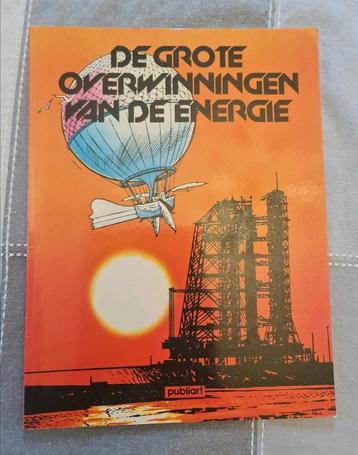 DE GROTE
OVERWINNINGEN
VAN DE ENERGIE
publiart